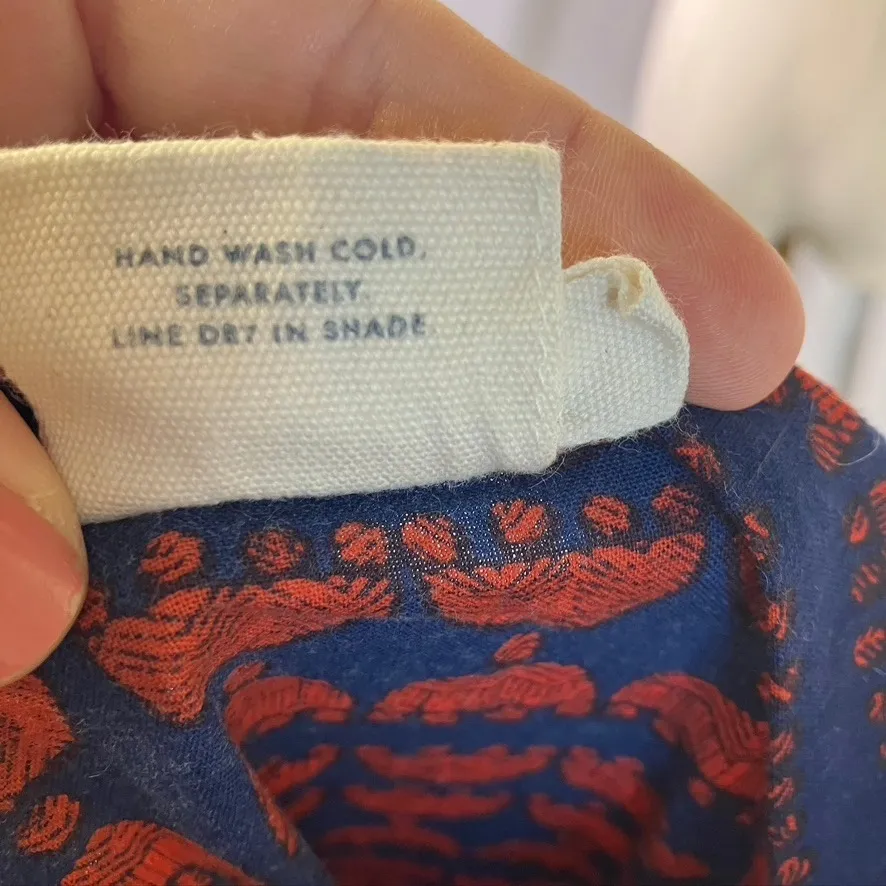 HAND WASH COLD,
SEPARATELY.
LINE DRY IN SHADE